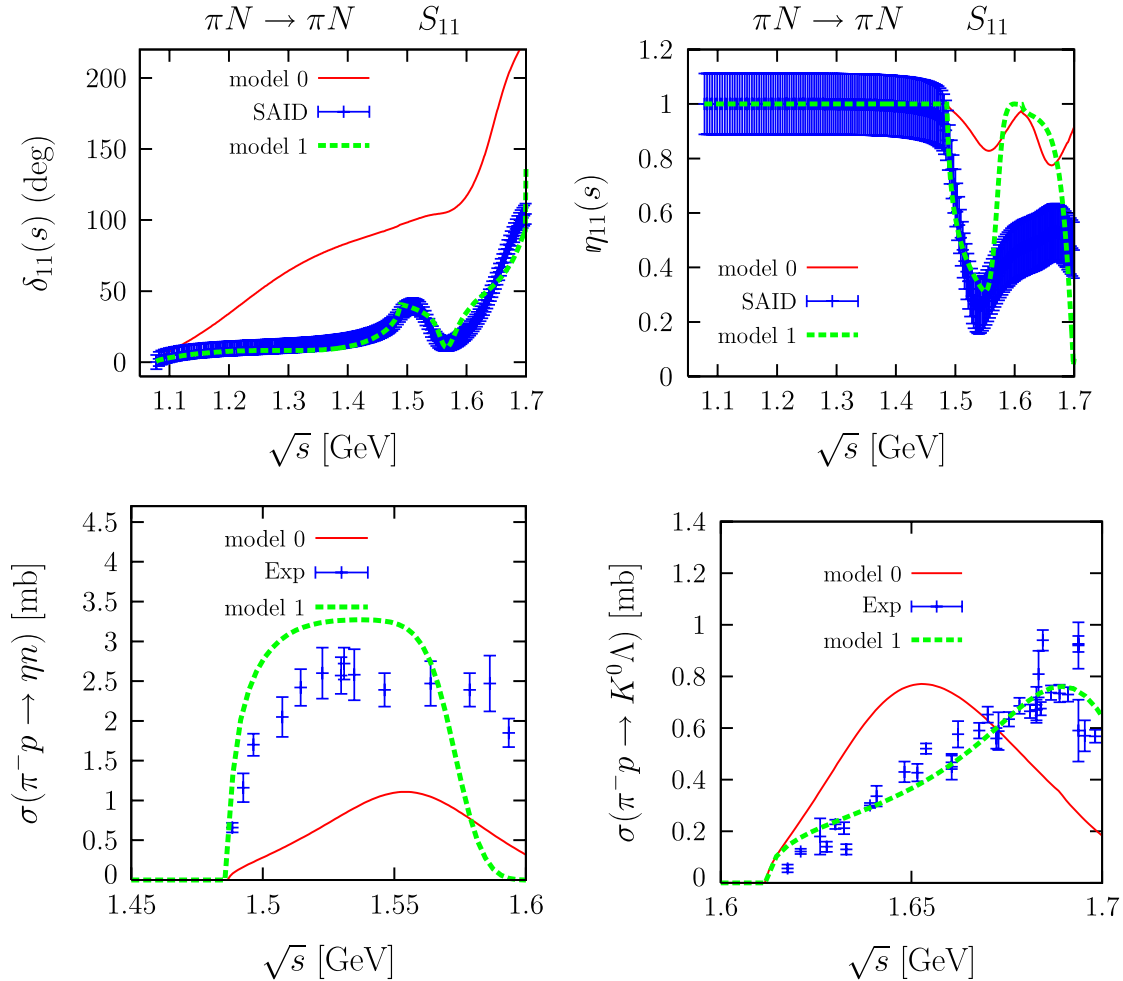 πN → πN S₁₁
δ₁₁(s) (deg)
200
150
100
50
0
model 0
SAID
model 1
1.1 1.2 1.3 1.4 1.5 1.6 1.7
√s [GeV]
πN → πN S₁₁
η₁₁(s)
1.2
1
0.8
0.6
0.4
0.2
0
model 0
SAID
model 1
1.1 1.2 1.3 1.4 1.5 1.6 1.7
√s [GeV]
σ(π⁻p → ηn) [mb]
4.5
4
3.5
3
2.5
2
1.5
1
0.5
0
model 0
Exp
model 1
1.45 1.5 1.55 1.6
√s [GeV]
σ(π⁻p → K⁰Λ) [mb]
1.4
1.2
1
0.8
0.6
0.4
0.2
0
model 0
Exp
model 1
1.6 1.65 1.7
√s [GeV]